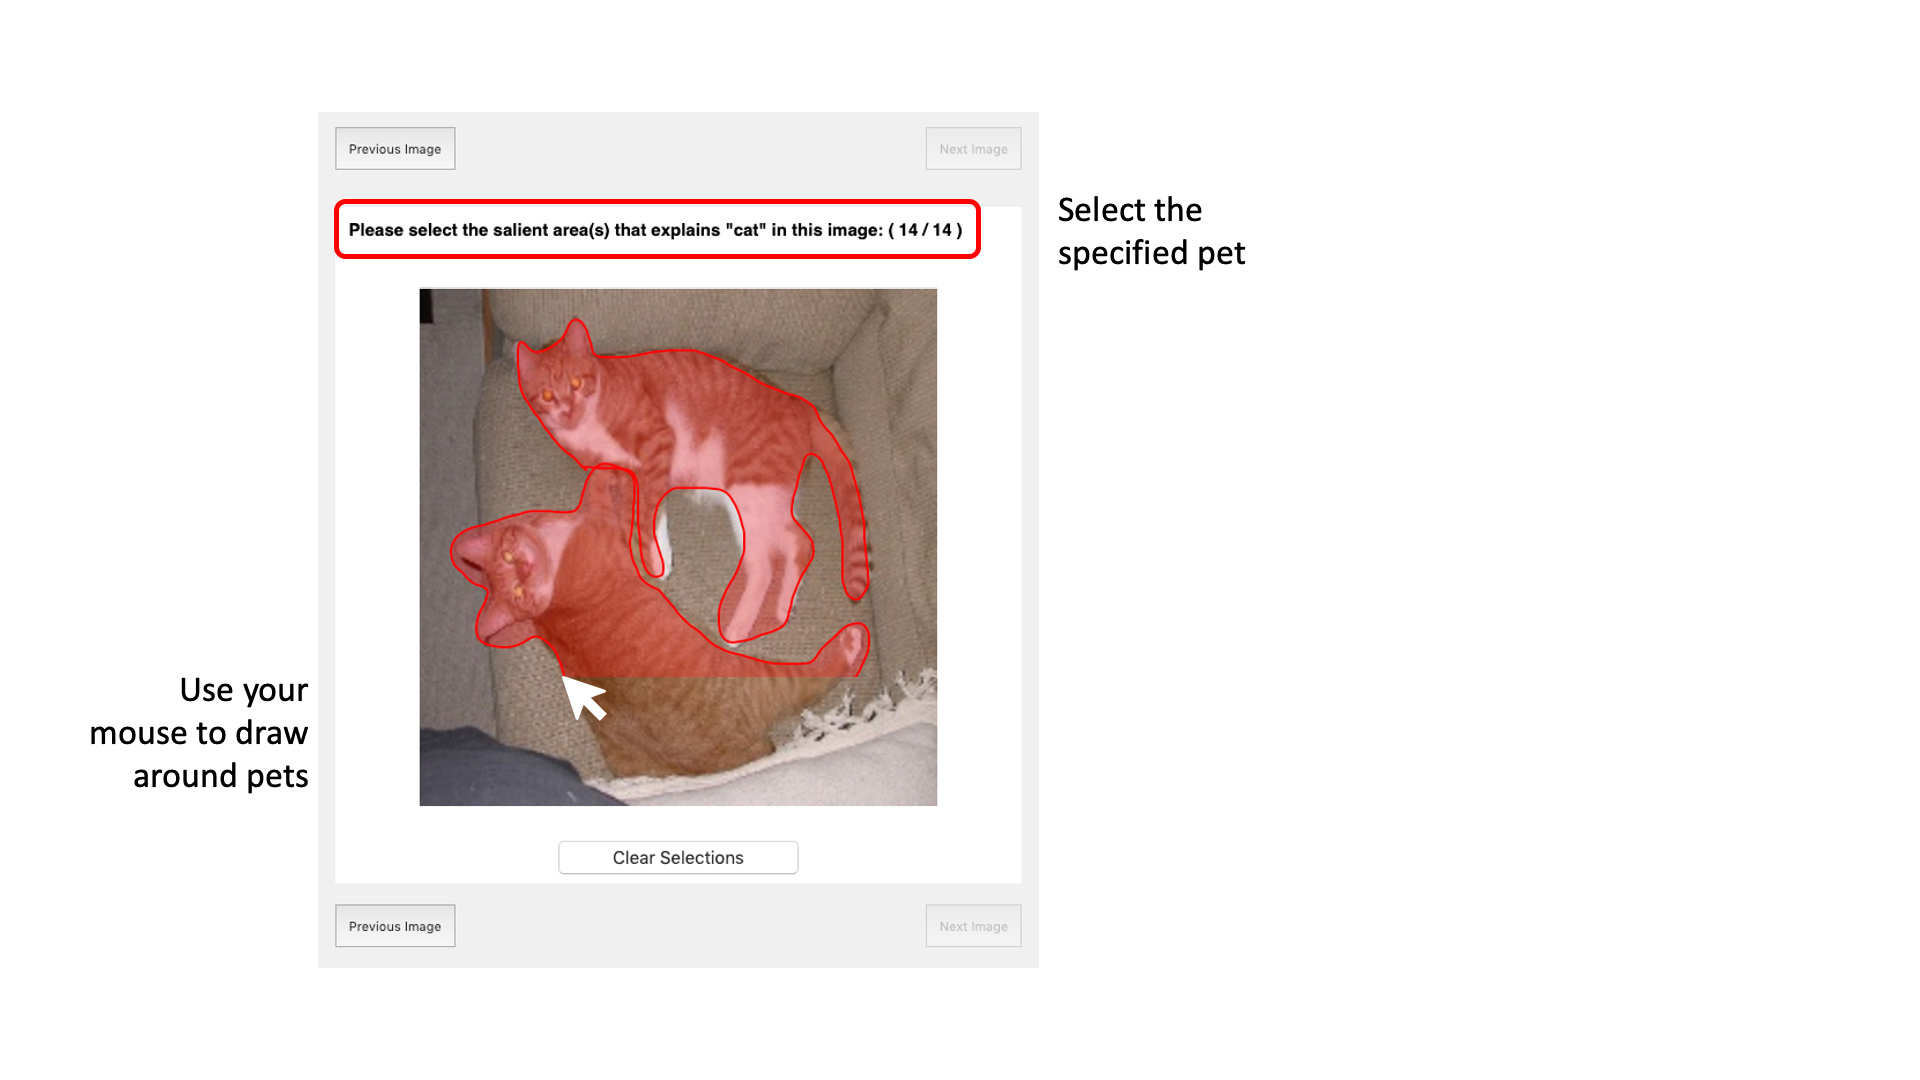 Previous Image
Next Image
Please select the salient area(s) that explains "cat" in this image: ( 14 / 14 )
Select the
specified pet
Use your
mouse to draw
around pets
Clear Selections
Previous Image
Next Image